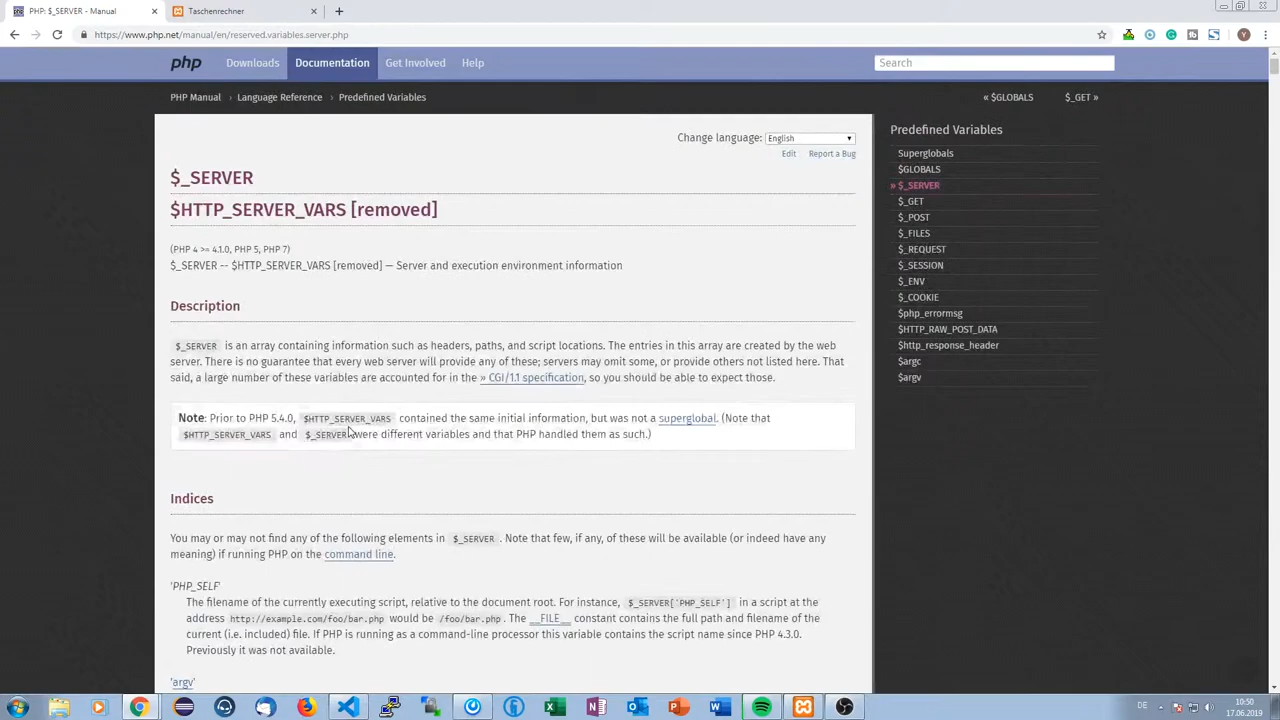 PHP: $_SERVER - Manual
Taschenrechner
https://www.php.net/manual/en/reserved.variables.server.php
Y
php
Downloads
Documentation
Get Involved
Help
Search
PHP Manual › Language Reference › Predefined Variables
« $GLOBALS
$_GET »
Change language: English
Edit
Report a Bug
$_SERVER
$HTTP_SERVER_VARS [removed]
(PHP 4 >= 4.1.0, PHP 5, PHP 7)
$_SERVER -- $HTTP_SERVER_VARS [removed] — Server and execution environment information
Description
$_SERVER is an array containing information such as headers, paths, and script locations. The entries in this array are created by the web
server. There is no guarantee that every web server will provide any of these; servers may omit some, or provide others not listed here. That
said, a large number of these variables are accounted for in the » CGI/1.1 specification, so you should be able to expect those.
Note: Prior to PHP 5.4.0, $HTTP_SERVER_VARS contained the same initial information, but was not a superglobal. (Note that
$HTTP_SERVER_VARS and $_SERVER were different variables and that PHP handled them as such.)
Indices
You may or may not find any of the following elements in $_SERVER. Note that few, if any, of these will be available (or indeed have any
meaning) if running PHP on the command line.
'PHP_SELF'
The filename of the currently executing script, relative to the document root. For instance, $_SERVER['PHP_SELF'] in a script at the
address http://example.com/foo/bar.php would be /foo/bar.php. The __FILE__ constant contains the full path and filename of the
current (i.e. included) file. If PHP is running as a command-line processor this variable contains the script name since PHP 4.3.0.
Previously it was not available.
'argv'
Predefined Variables
Superglobals
$GLOBALS
» $_SERVER
$_GET
$_POST
$_FILES
$_REQUEST
$_SESSION
$_ENV
$_COOKIE
$php_errormsg
$HTTP_RAW_POST_DATA
$http_response_header
$argc
$argv
DE
10:50
17.06.2019